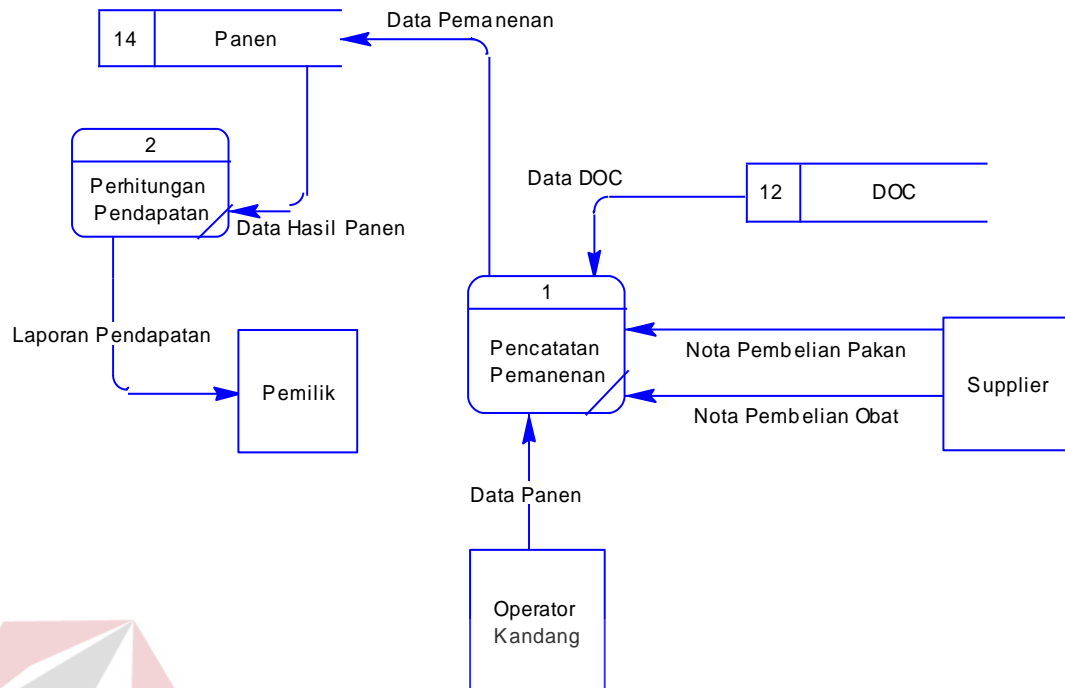 Data Pemanenan
14 Panen
2
Perhitungan
Pendapatan
Data Hasil Panen
Data DOC
12 DOC
1
Pencatatan
Pemanenan
Laporan Pendapatan
Pemilik
Nota Pembelian Pakan
Nota Pembelian Obat
Supplier
Data Panen
Operator
Kandang